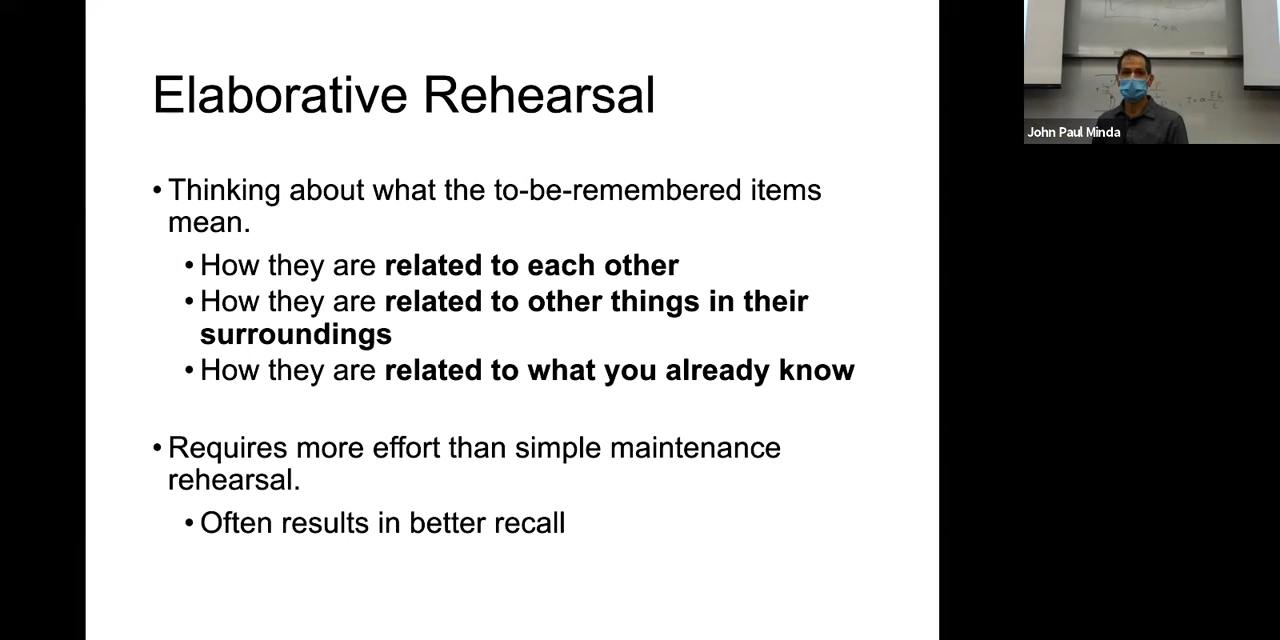 Elaborative Rehearsal
• Thinking about what the to-be-remembered items
mean.
• How they are related to each other
• How they are related to other things in their
surroundings
• How they are related to what you already know
• Requires more effort than simple maintenance
rehearsal.
• Often results in better recall
John Paul Minda